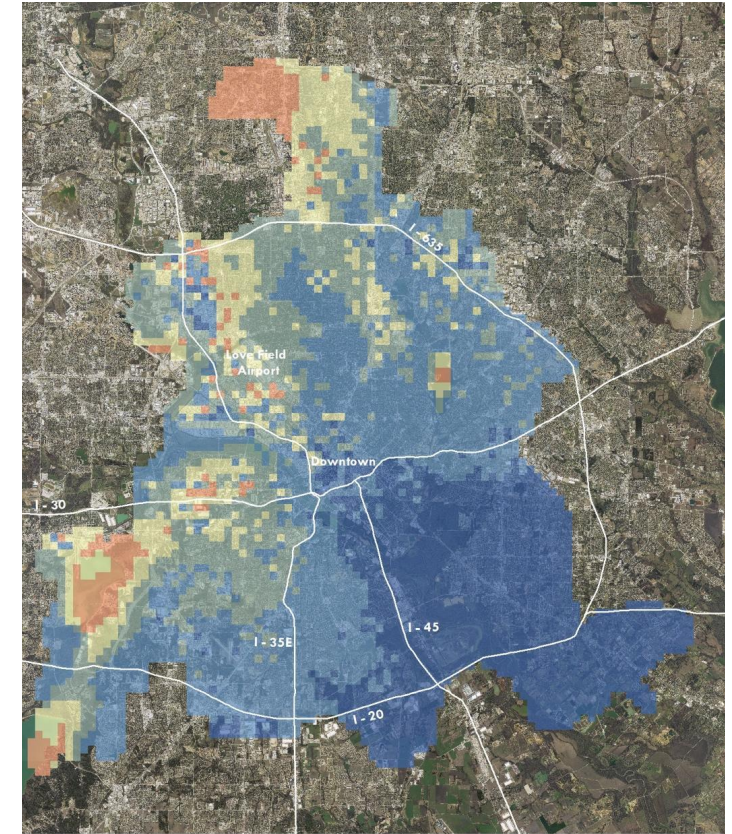 I - 635
Love Field
Airport
Downtown
I - 30
I - 45
I - 35E
I - 20